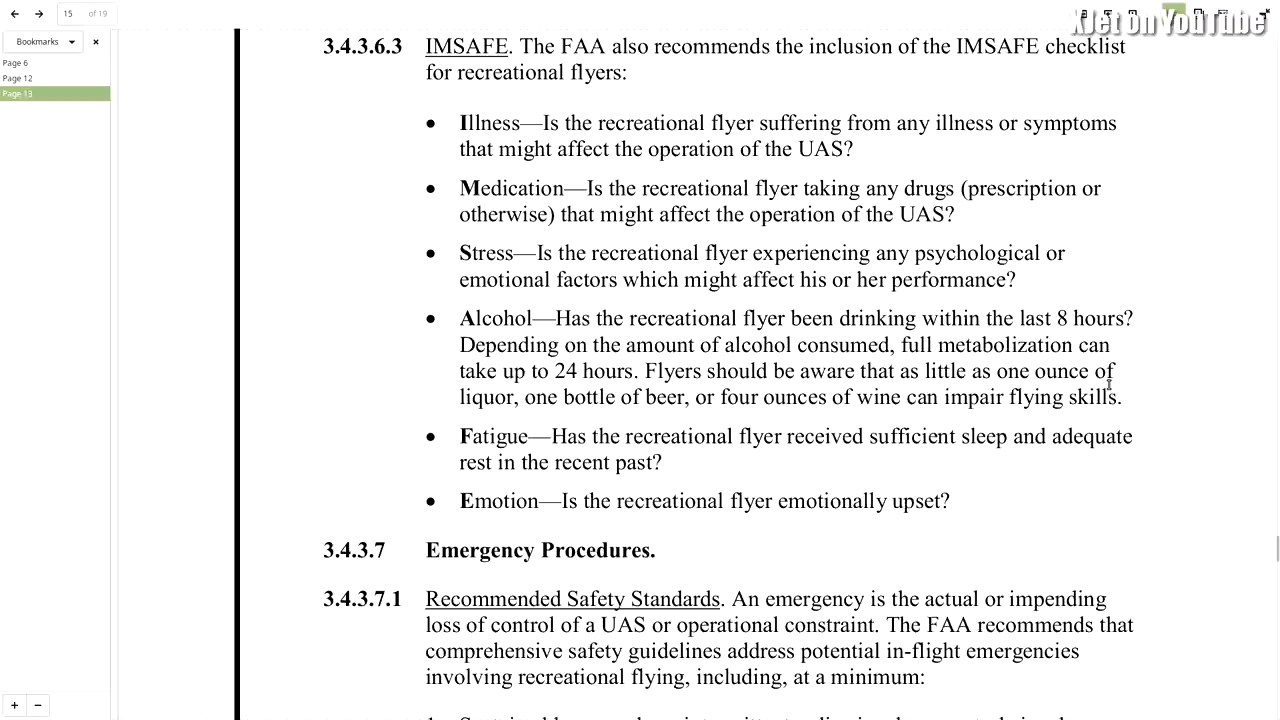 15 of 19
XJet on YouTube
Bookmarks
Page 6
Page 12
Page 13
3.4.3.6.3 IMSAFE. The FAA also recommends the inclusion of the IMSAFE checklist
for recreational flyers:
• Illness—Is the recreational flyer suffering from any illness or symptoms
that might affect the operation of the UAS?
• Medication—Is the recreational flyer taking any drugs (prescription or
otherwise) that might affect the operation of the UAS?
• Stress—Is the recreational flyer experiencing any psychological or
emotional factors which might affect his or her performance?
• Alcohol—Has the recreational flyer been drinking within the last 8 hours?
Depending on the amount of alcohol consumed, full metabolization can
take up to 24 hours. Flyers should be aware that as little as one ounce of
liquor, one bottle of beer, or four ounces of wine can impair flying skills.
• Fatigue—Has the recreational flyer received sufficient sleep and adequate
rest in the recent past?
• Emotion—Is the recreational flyer emotionally upset?
3.4.3.7 Emergency Procedures.
3.4.3.7.1 Recommended Safety Standards. An emergency is the actual or impending
loss of control of a UAS or operational constraint. The FAA recommends that
comprehensive safety guidelines address potential in-flight emergencies
involving recreational flying, including, at a minimum: